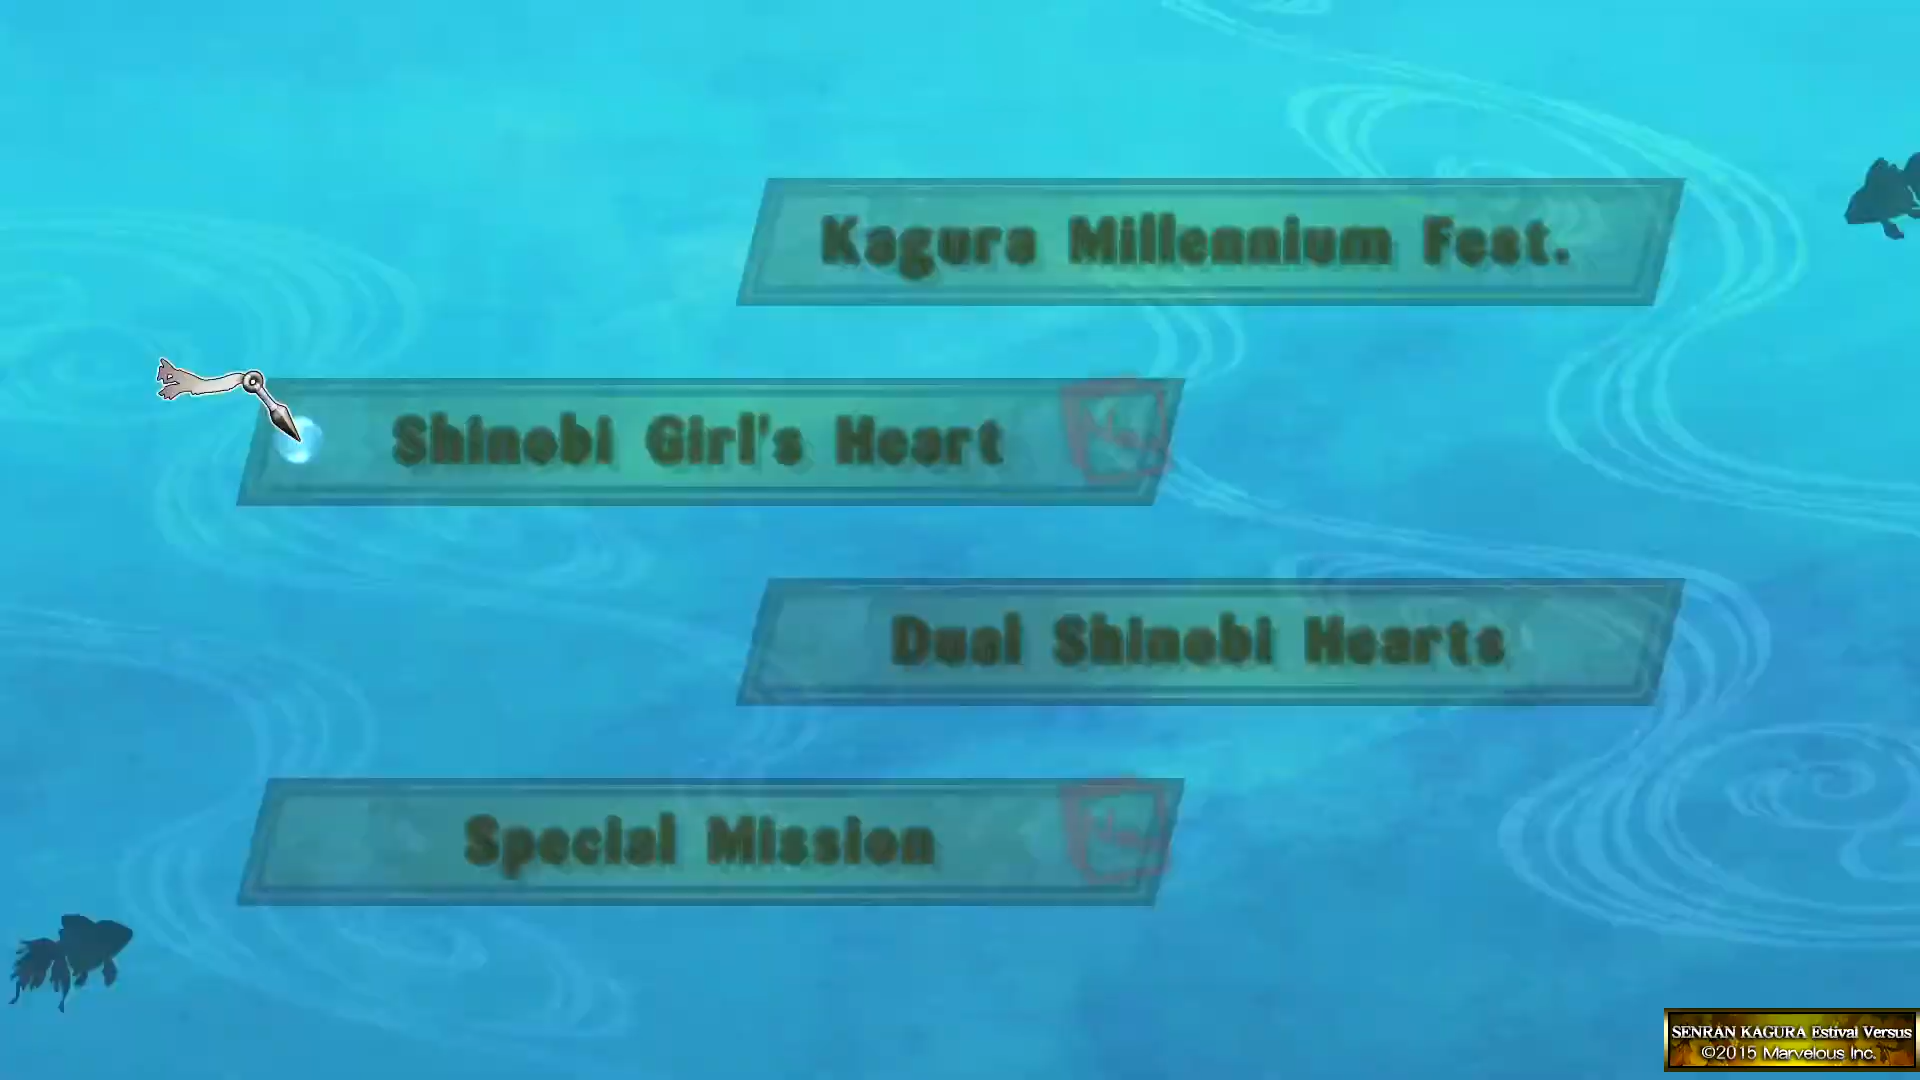 Kagura Millennium Fest.
Shinobi Girl's Heart
Dual Shinobi Hearts
Special Mission
SENRAN KAGURA Estival Versus
©2015 Marvelous Inc.